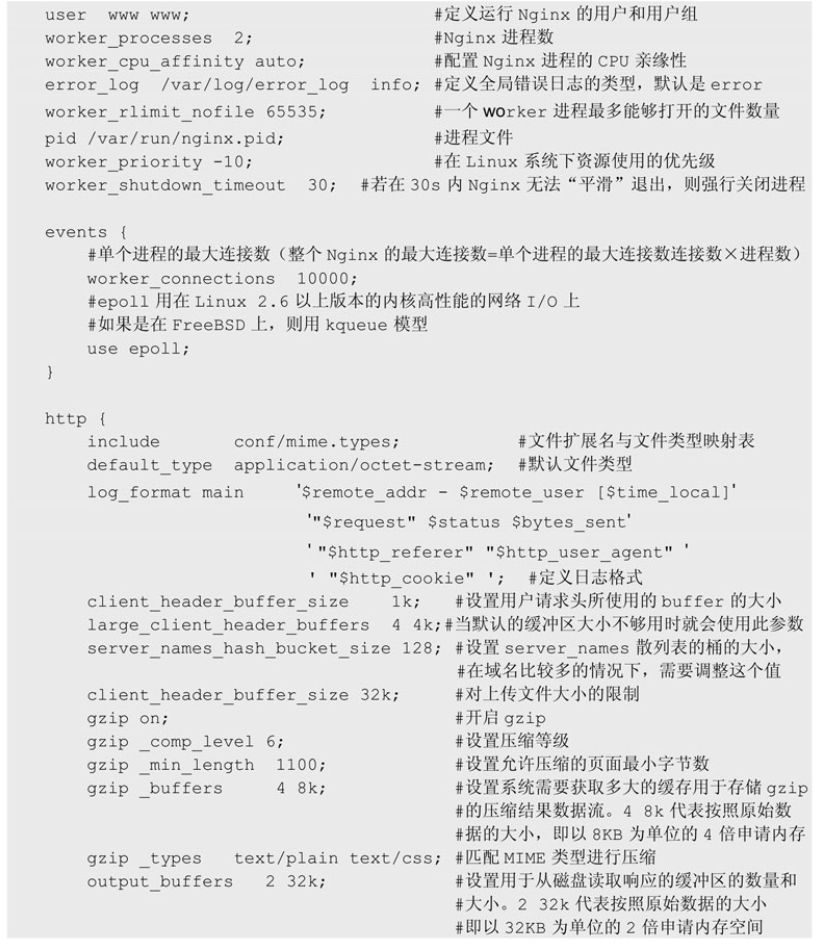 user  www www;                       #定义运行 Nginx 的用户和用户组
worker_processes  2;                 #Nginx 进程数
worker_cpu_affinity auto;            #配置 Nginx 进程的 CPU 亲缘性
error_log  /var/log/error_log  info; #定义全局错误日志的类型，默认是 error
worker_rlimit_nofile 65535;          #一个 worker 进程最多能够打开的文件数量
pid /var/run/nginx.pid;              #进程文件
worker_priority -10;                 #在 Linux 系统下资源使用的优先级
worker_shutdown_timeout  30;  #若在 30s 内 Nginx 无法“平滑”退出，则强行关闭进程
events {
    #单个进程的最大连接数（整个 Nginx 的最大连接数=单个进程的最大连接数连接数×进程数）
    worker_connections  10000;
    #epoll 用在 Linux 2.6 以上版本的内核高性能的网络 I/O 上
    #如果是在 FreeBSD 上，则用 kqueue 模型
    use epoll;
}
http {
    include       conf/mime.types;           #文件扩展名与文件类型映射表
    default_type  application/octet-stream;  #默认文件类型
    log_format main     '$remote_addr - $remote_user [$time_local]'
                         '"$request" $status $bytes_sent'
                         ' "$http_referer" "$http_user_agent" '
                         ' "$http_cookie" ';  #定义日志格式
    client_header_buffer_size    1k;   #设置用户请求头所使用的 buffer 的大小
    large_client_header_buffers  4 4k;#当默认的缓冲区大小不够用时就会使用此参数
    server_names_hash_bucket_size 128; #设置 server_names 散列表的桶的大小，
                                       #在域名比较多的情况下，需要调整这个值
    client_header_buffer_size 32k;     #对上传文件大小的限制
    gzip on;                           #开启 gzip
    gzip _comp_level 6;                #设置压缩等级
    gzip _min_length  1100;            #设置允许压缩的页面最小字节数
    gzip _buffers     4 8k;            #设置系统需要获取多大的缓存用于存储 gzip
                                       #的压缩结果数据流。4 8k 代表按照原始数
                                       #据的大小，即以 8KB 为单位的 4 倍申请内存
    gzip _types   text/plain text/css; #匹配 MIME 类型进行压缩
    output_buffers   2 32k;            #设置用于从磁盘读取响应的缓冲区的数量和
                                       #大小。2 32k 代表按照原始数据的大小
                                       #即以 32KB 为单位的 2 倍申请内存空间